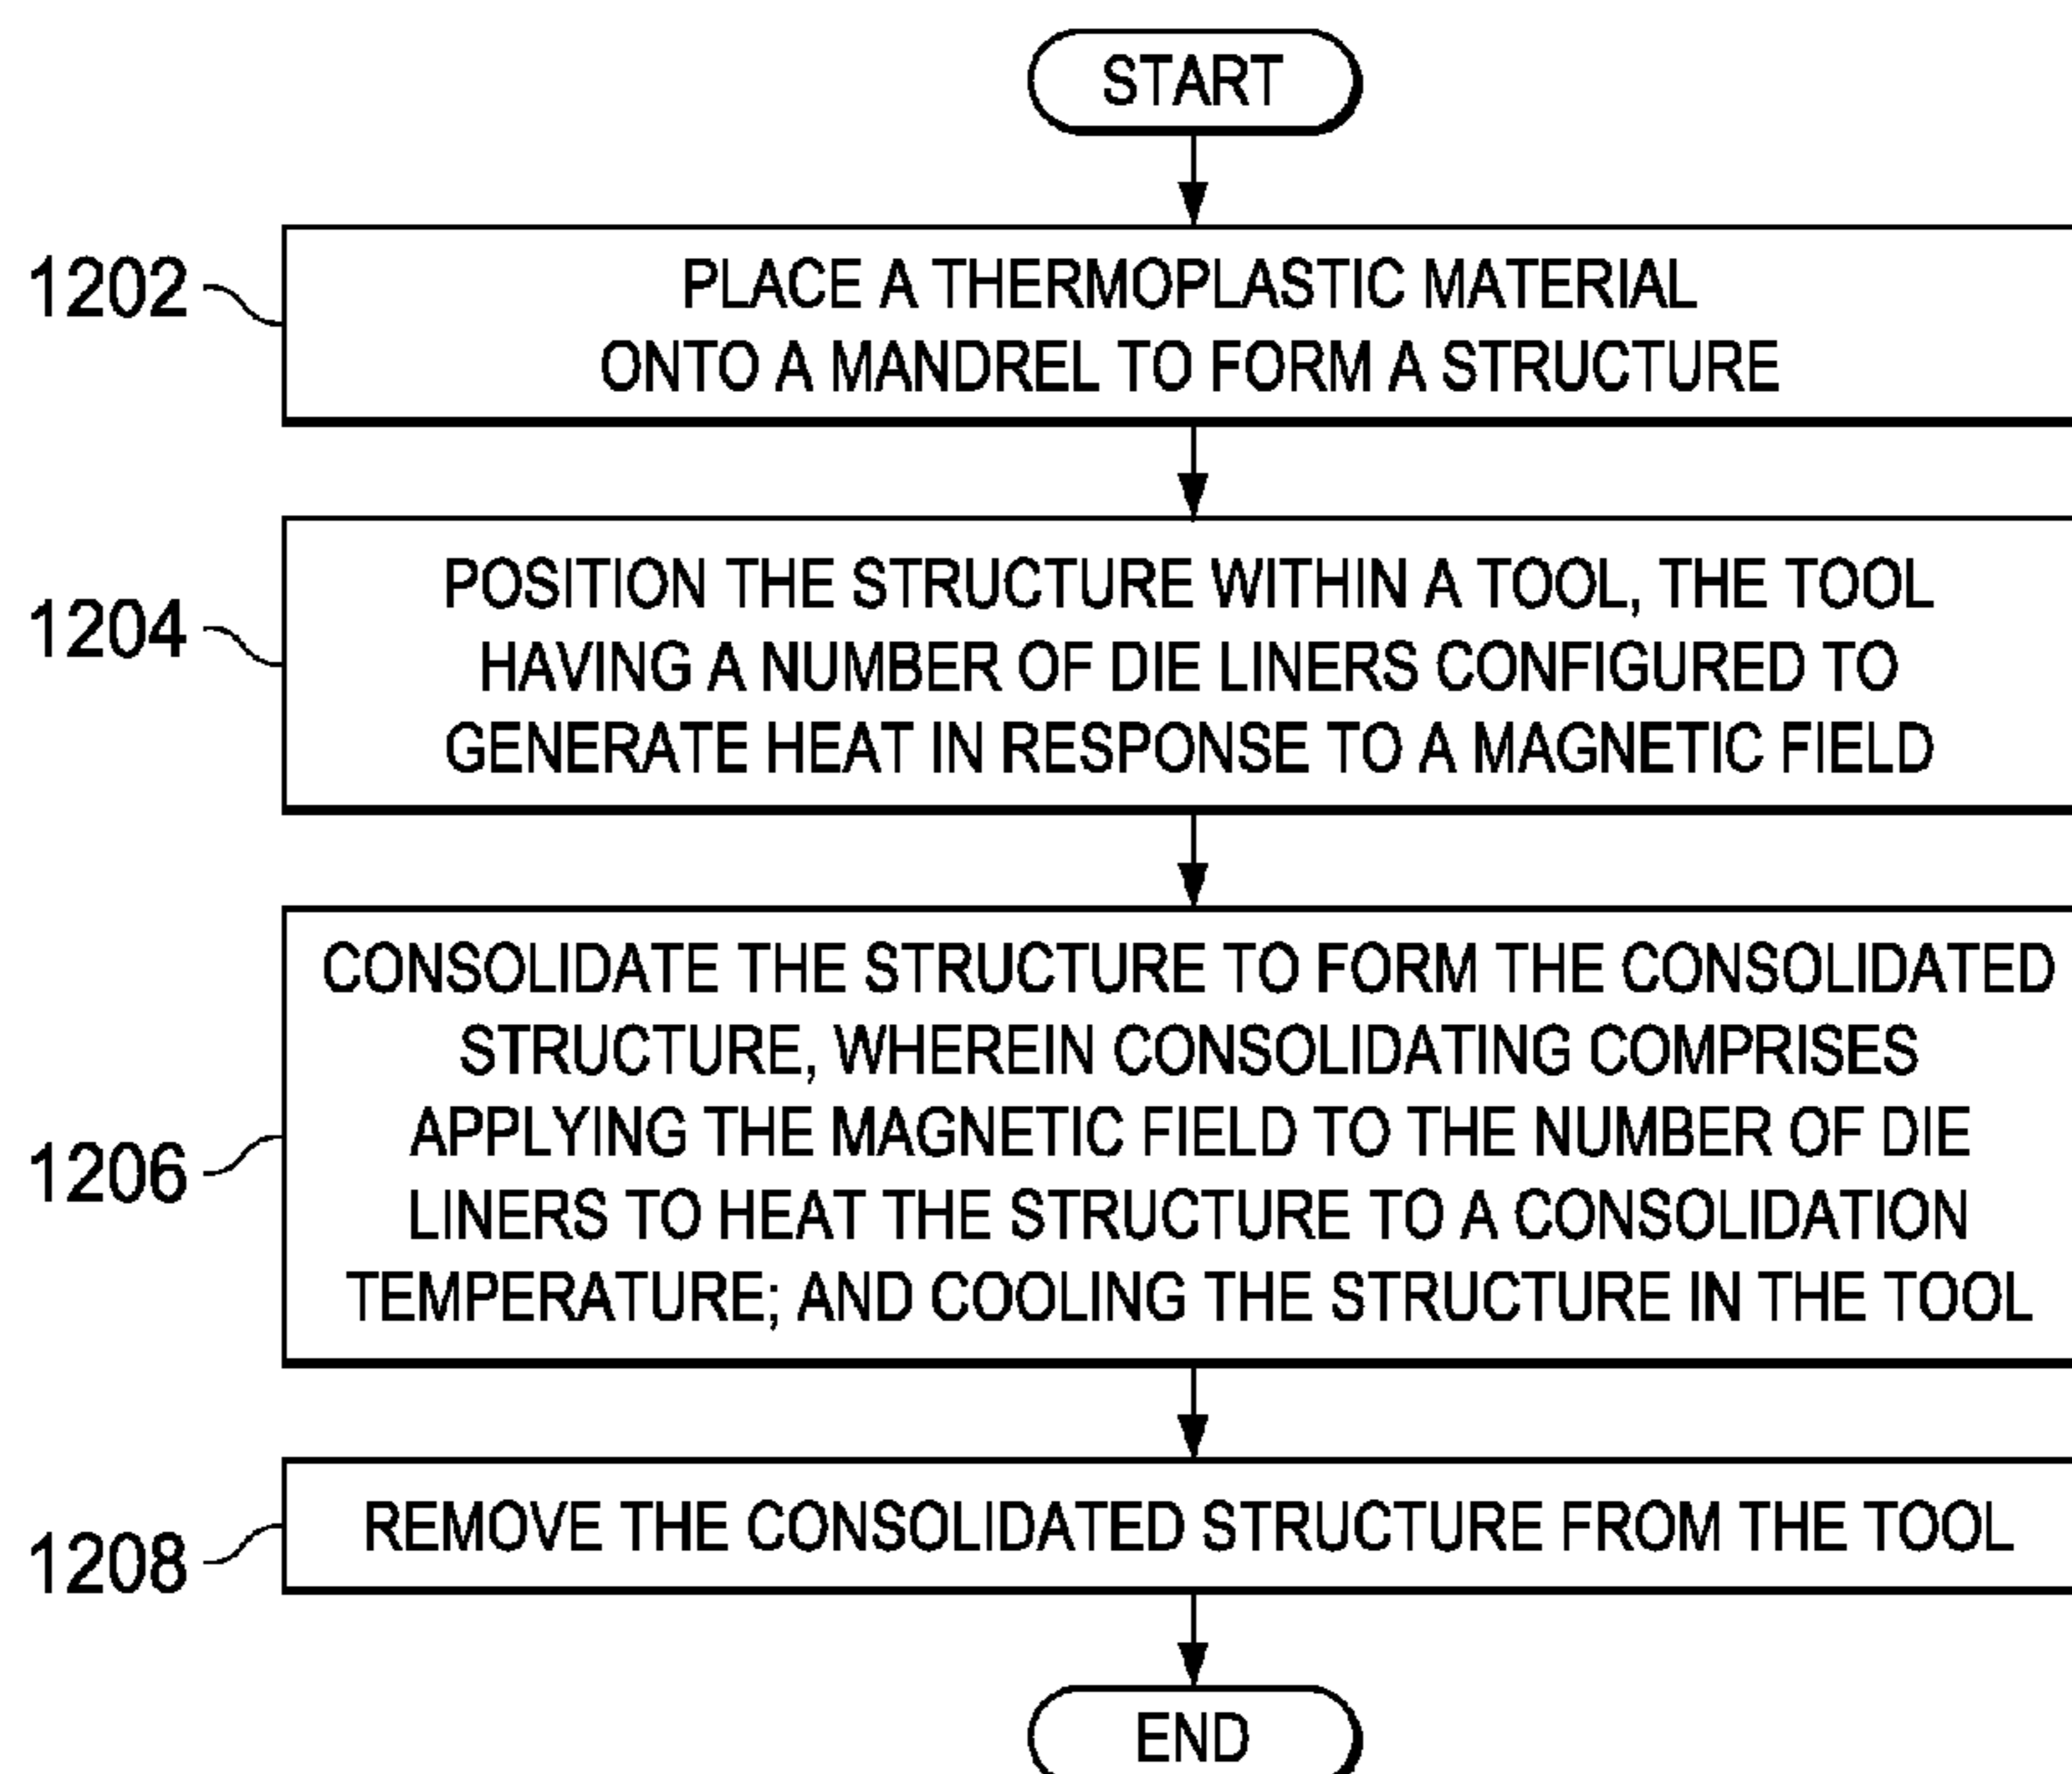 START
1202
PLACE A THERMOPLASTIC MATERIAL
ONTO A MANDREL TO FORM A STRUCTURE
1204
POSITION THE STRUCTURE WITHIN A TOOL, THE TOOL
HAVING A NUMBER OF DIE LINERS CONFIGURED TO
GENERATE HEAT IN RESPONSE TO A MAGNETIC FIELD
1206
CONSOLIDATE THE STRUCTURE TO FORM THE CONSOLIDATED
STRUCTURE, WHEREIN CONSOLIDATING COMPRISES
APPLYING THE MAGNETIC FIELD TO THE NUMBER OF DIE
LINERS TO HEAT THE STRUCTURE TO A CONSOLIDATION
TEMPERATURE; AND COOLING THE STRUCTURE IN THE TOOL
1208
REMOVE THE CONSOLIDATED STRUCTURE FROM THE TOOL
END